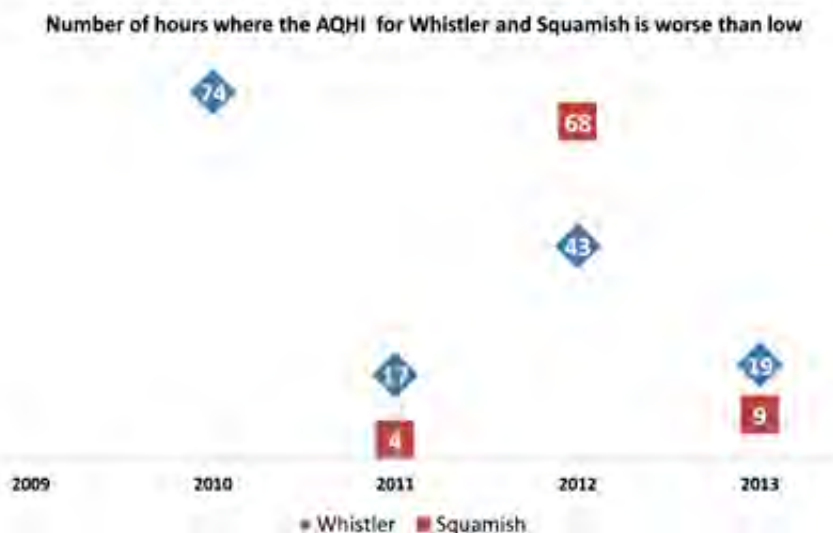 Number of hours where the AQHI for Whistler and Squamish is worse than low
74
68
43
17
19
4
9
2009 2010 2011 2012 2013
Whistler Squamish